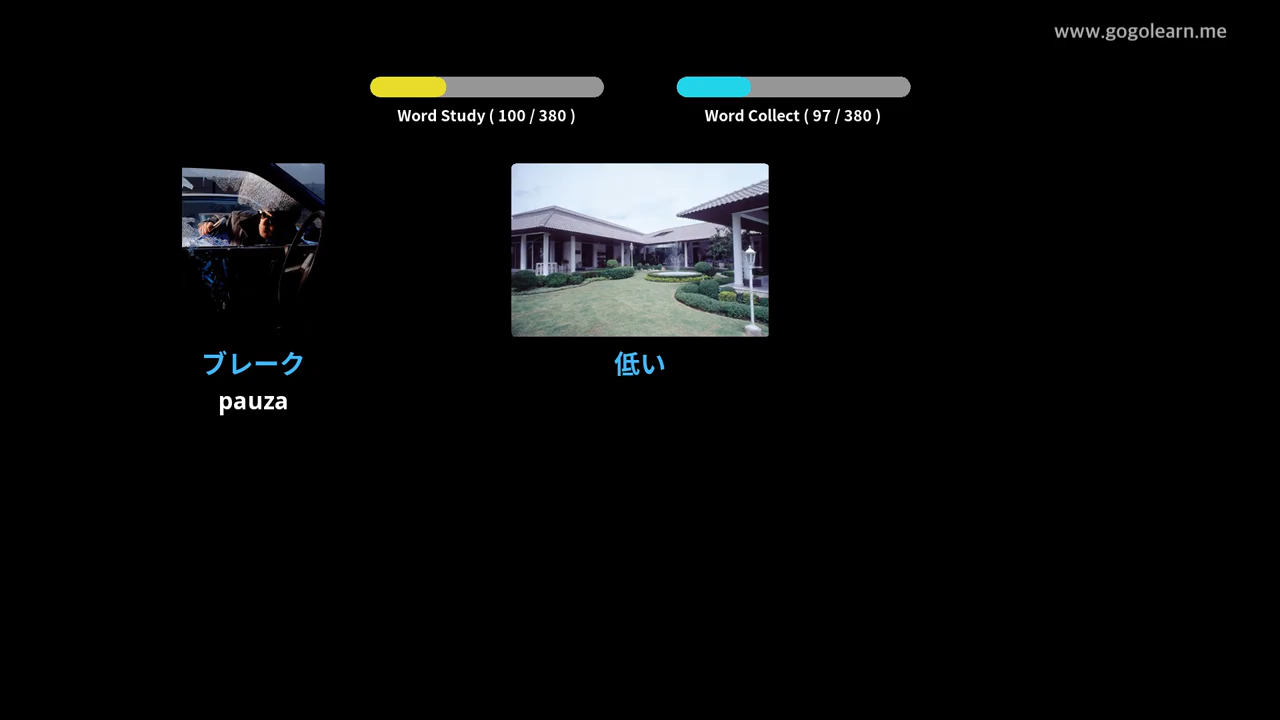 www.gogolearn.me
Word Study ( 100 / 380 )
Word Collect ( 97 / 380 )
ブレーク
低い
pauza